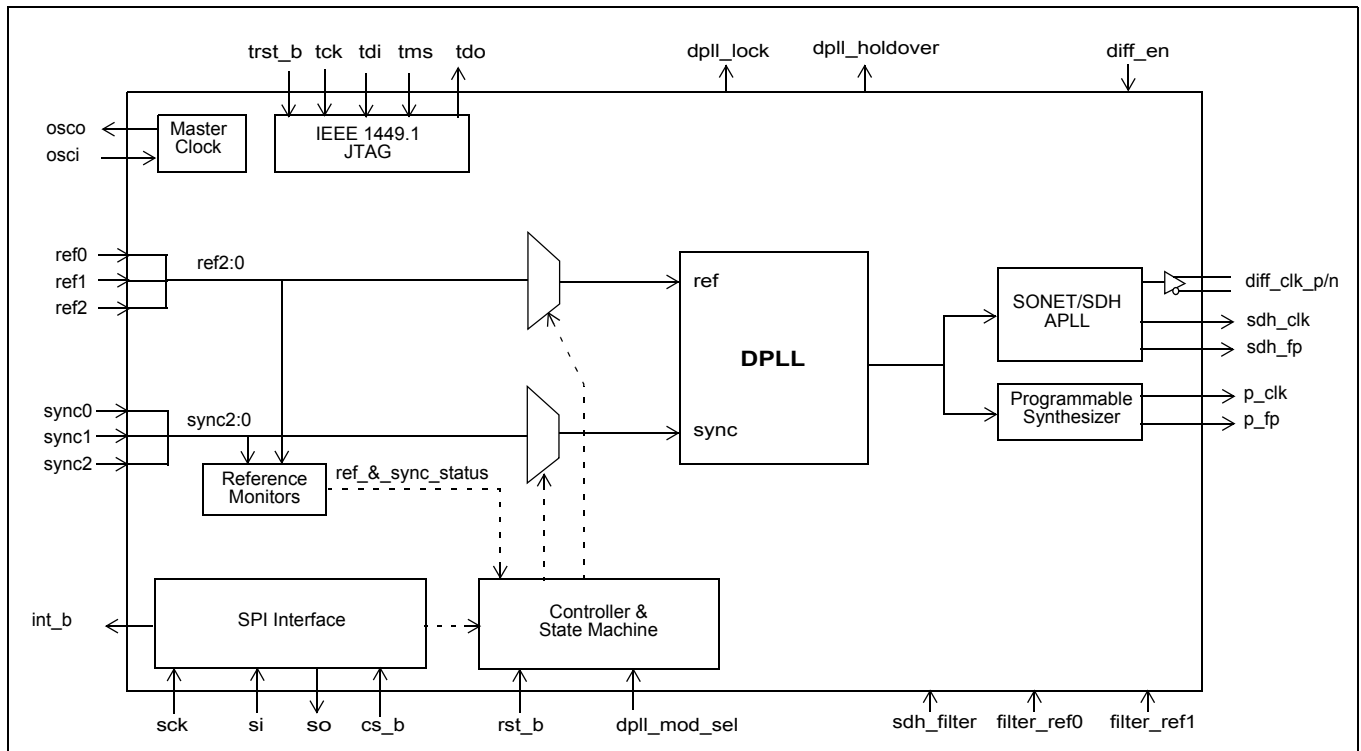 trst_b tck tdi tms tdo
dpll_lock dpll_holdover diff_en
osco
osci
Master
Clock
IEEE 1449.1
JTAG
ref0
ref1
ref2
ref2:0
ref
DPLL
sync
SONET/SDH
APLL
diff_clk_p/n
sdh_clk
sdh_fp
Programmable
Synthesizer
p_clk
p_fp
sync0
sync1
sync2
sync2:0
Reference
Monitors
ref_&_sync_status
int_b
SPI Interface
Controller &
State Machine
sck si so cs_b rst_b dpll_mod_sel
sdh_filter filter_ref0 filter_ref1